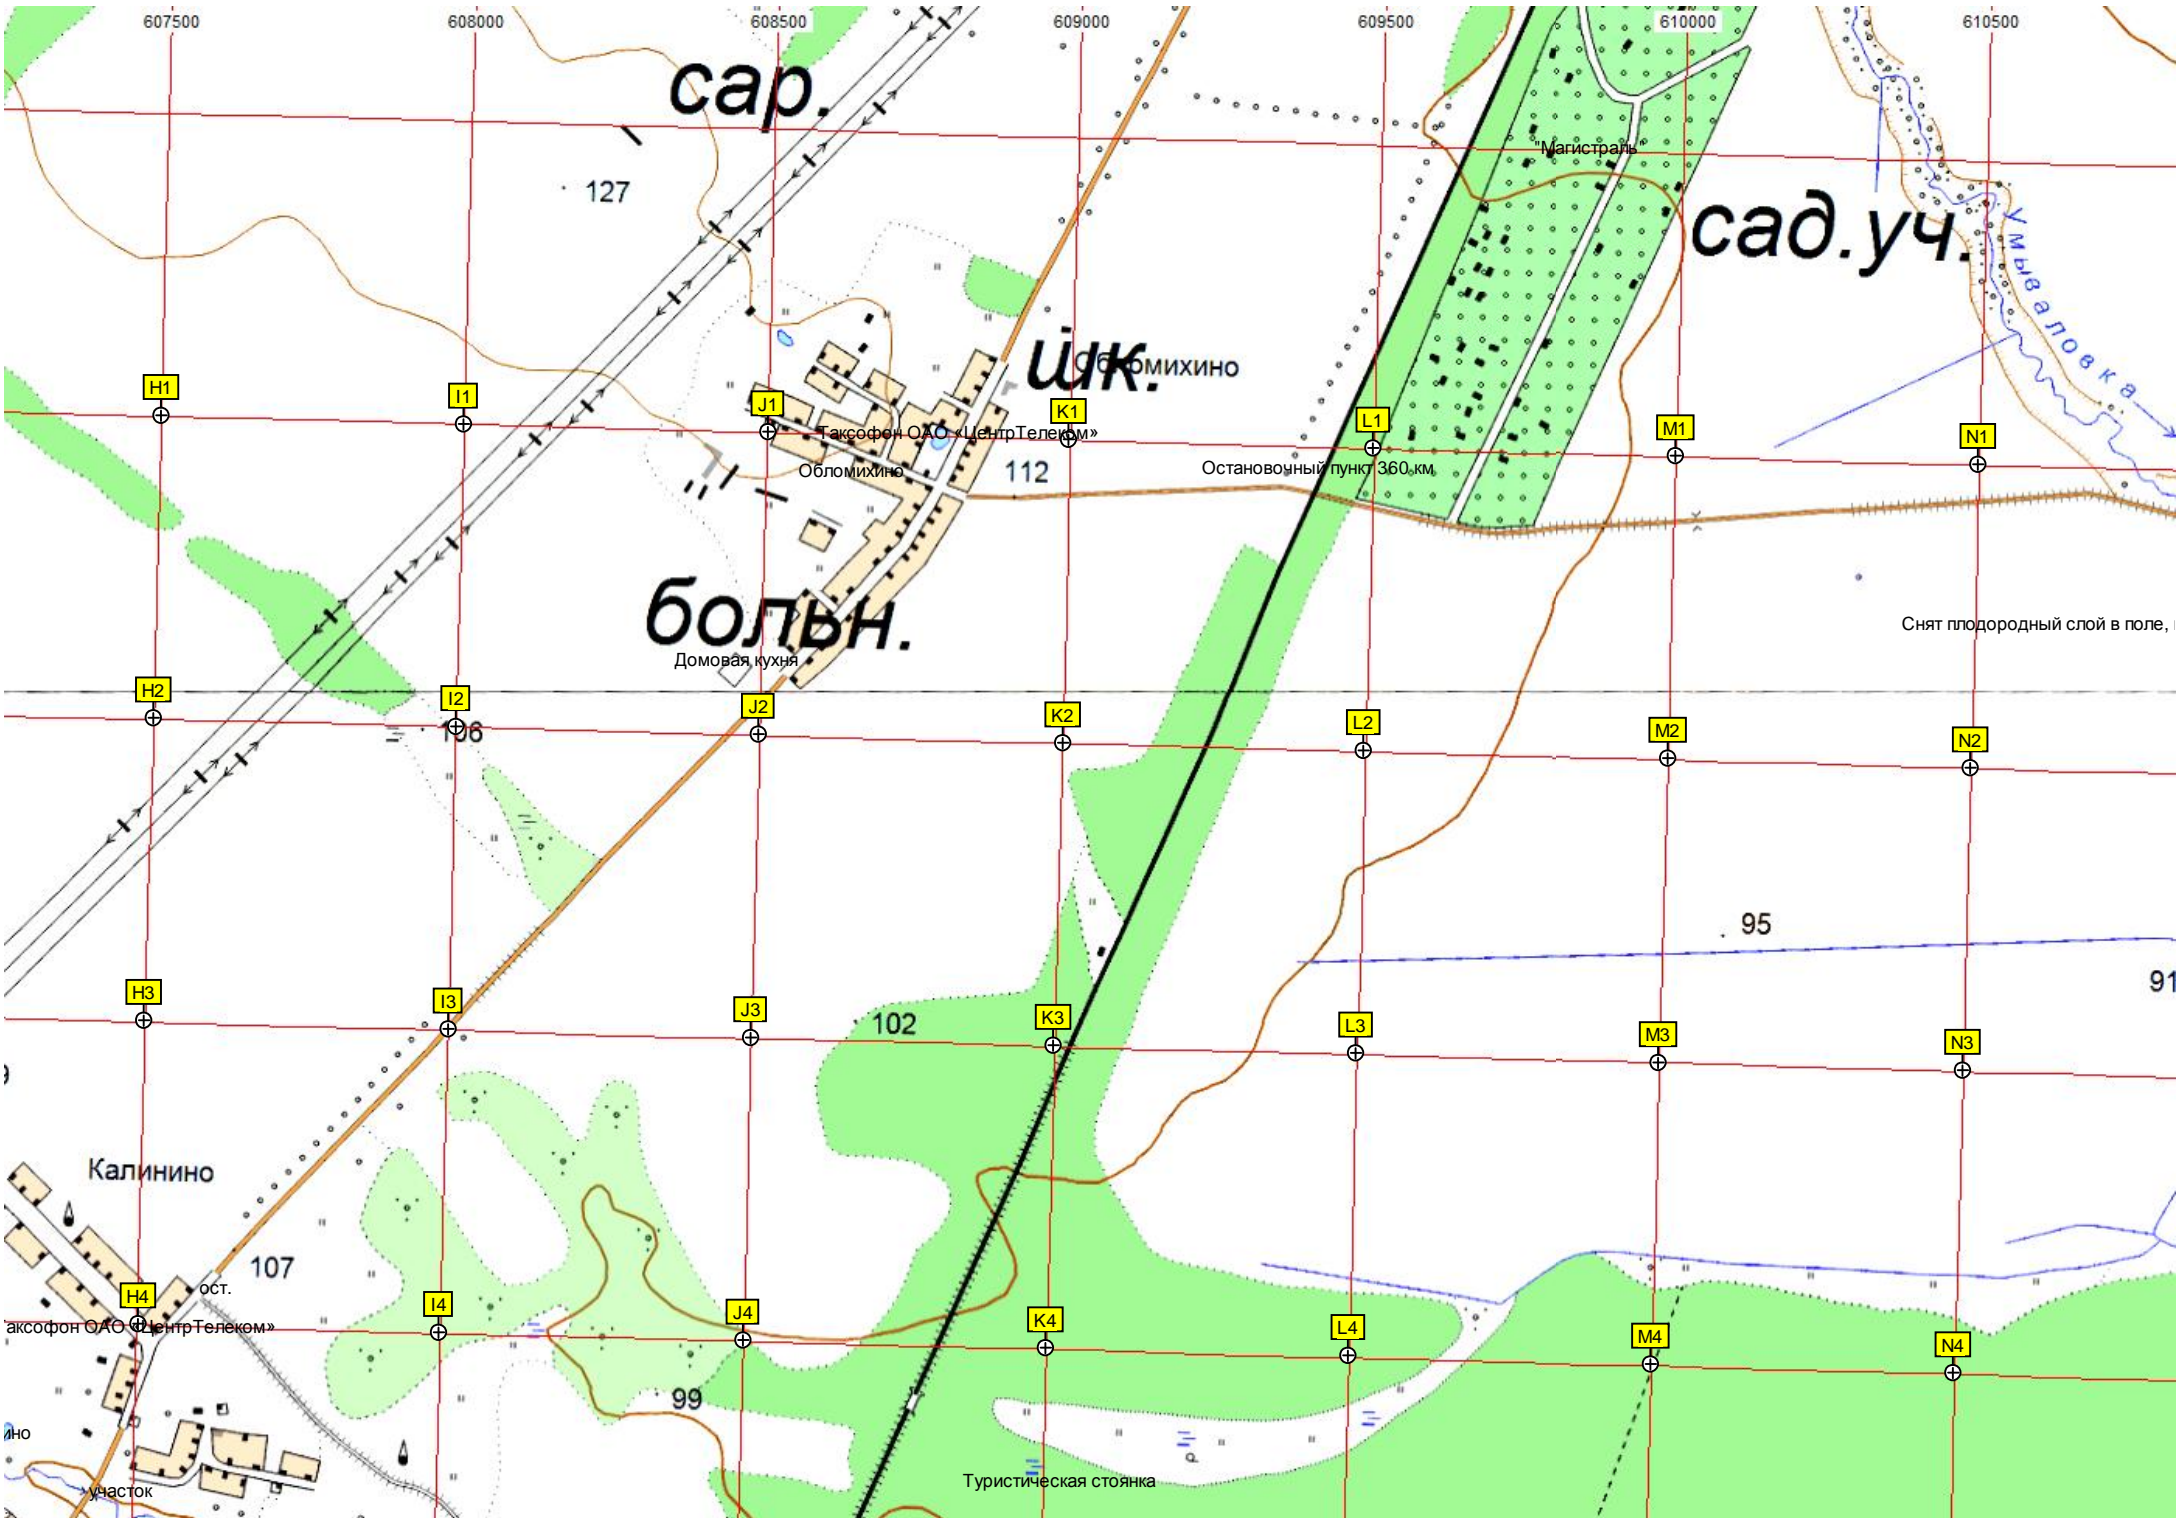 607500 608000 608500 609000 609500 610000 610500
сар.
"Магистраль"
127
сад.уч.
Умываловка
шк.
Обломихино
H1 I1 J1 K1 L1 M1 N1
Таксофон ОАО «ЦентрТелеком»
Обломихино
112
Остановочный пункт 360 км
больн.
Снят плодородный слой в поле,
Домовая кухня
H2 I2 J2 K2 L2 M2 N2
106
95
91
H3 I3 J3 K3 L3 M3 N3
102
Калинино
107
ост.
H4 I4 J4 K4 L4 M4 N4
аксофон ОАО «ЦентрТелеком»
99
ино
Туристическая стоянка
участок